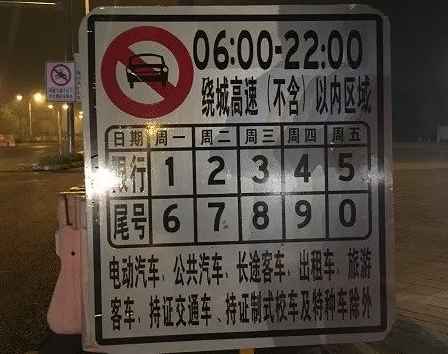 06:00-22:00
绕城高速（不含）以内区域
日期 周一 周二 周三 周四 周五
限行 1 2 3 4 5
尾号 6 7 8 9 0
电动汽车、公共汽车、长途客车、出租车、旅游
客车、持证交通车、持证制式校车及特种车除外